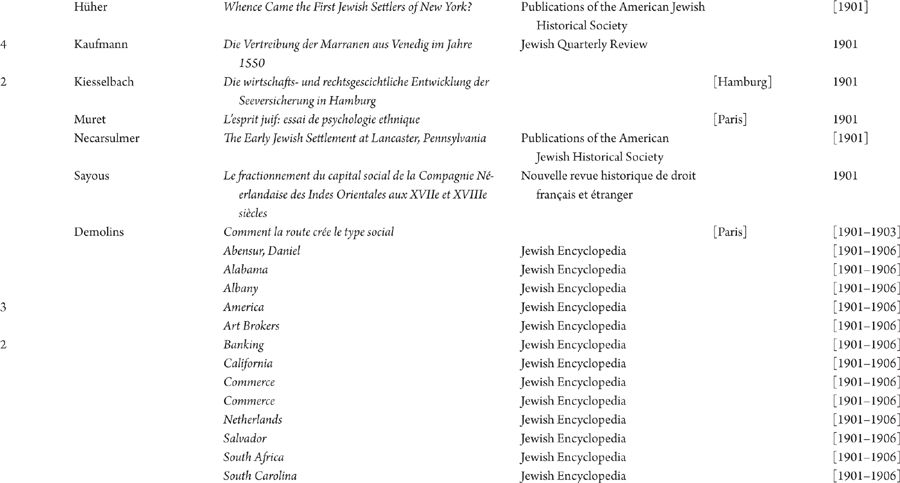 Hüher Whence Came the First Jewish Settlers of New York? Publications of the American Jewish [1901]
Historical Society
4 Kaufmann Die Vertreibung der Marranen aus Venedig im Jahre Jewish Quarterly Review 1901
1550
2 Kiesselbach Die wirtschafts- und rechtsgescichtliche Entwicklung der [Hamburg] 1901
Seeversicherung in Hamburg
Muret L'esprit juif: essai de psychologie ethnique [Paris] 1901
Necarsulmer The Early Jewish Settlement at Lancaster, Pennsylvania Publications of the American [1901]
Jewish Historical Society
Sayous Le fractionnement du capital social de la Compagnie Né- Nouvelle revue historique de droit 1901
erlandaise des Indes Orientales aux XVIIe et XVIIIe français et étranger
siècles
Demolins Comment la route crée le type social [Paris] [1901–1903]
Abensur, Daniel Jewish Encyclopedia [1901–1906]
Alabama Jewish Encyclopedia [1901–1906]
Albany Jewish Encyclopedia [1901–1906]
3 America Jewish Encyclopedia [1901–1906]
Art Brokers Jewish Encyclopedia [1901–1906]
2 Banking Jewish Encyclopedia [1901–1906]
California Jewish Encyclopedia [1901–1906]
Commerce Jewish Encyclopedia [1901–1906]
Commerce Jewish Encyclopedia [1901–1906]
Netherlands Jewish Encyclopedia [1901–1906]
Salvador Jewish Encyclopedia [1901–1906]
South Africa Jewish Encyclopedia [1901–1906]
South Carolina Jewish Encyclopedia [1901–1906]